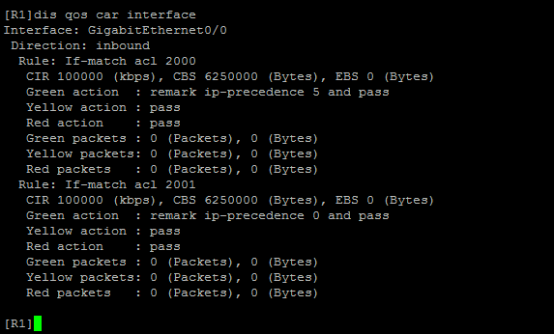 [R1]dis qos car interface
Interface: GigabitEthernet0/0
 Direction: inbound
  Rule: If-match acl 2000
   CIR 100000 (kbps), CBS 6250000 (Bytes), EBS 0 (Bytes)
   Green action  : remark ip-precedence 5 and pass
   Yellow action : pass
   Red action    : pass
   Green packets : 0 (Packets), 0 (Bytes)
   Yellow packets: 0 (Packets), 0 (Bytes)
   Red packets   : 0 (Packets), 0 (Bytes)
  Rule: If-match acl 2001
   CIR 100000 (kbps), CBS 6250000 (Bytes), EBS 0 (Bytes)
   Green action  : remark ip-precedence 0 and pass
   Yellow action : pass
   Red action    : pass
   Green packets : 0 (Packets), 0 (Bytes)
   Yellow packets: 0 (Packets), 0 (Bytes)
   Red packets   : 0 (Packets), 0 (Bytes)
[R1]